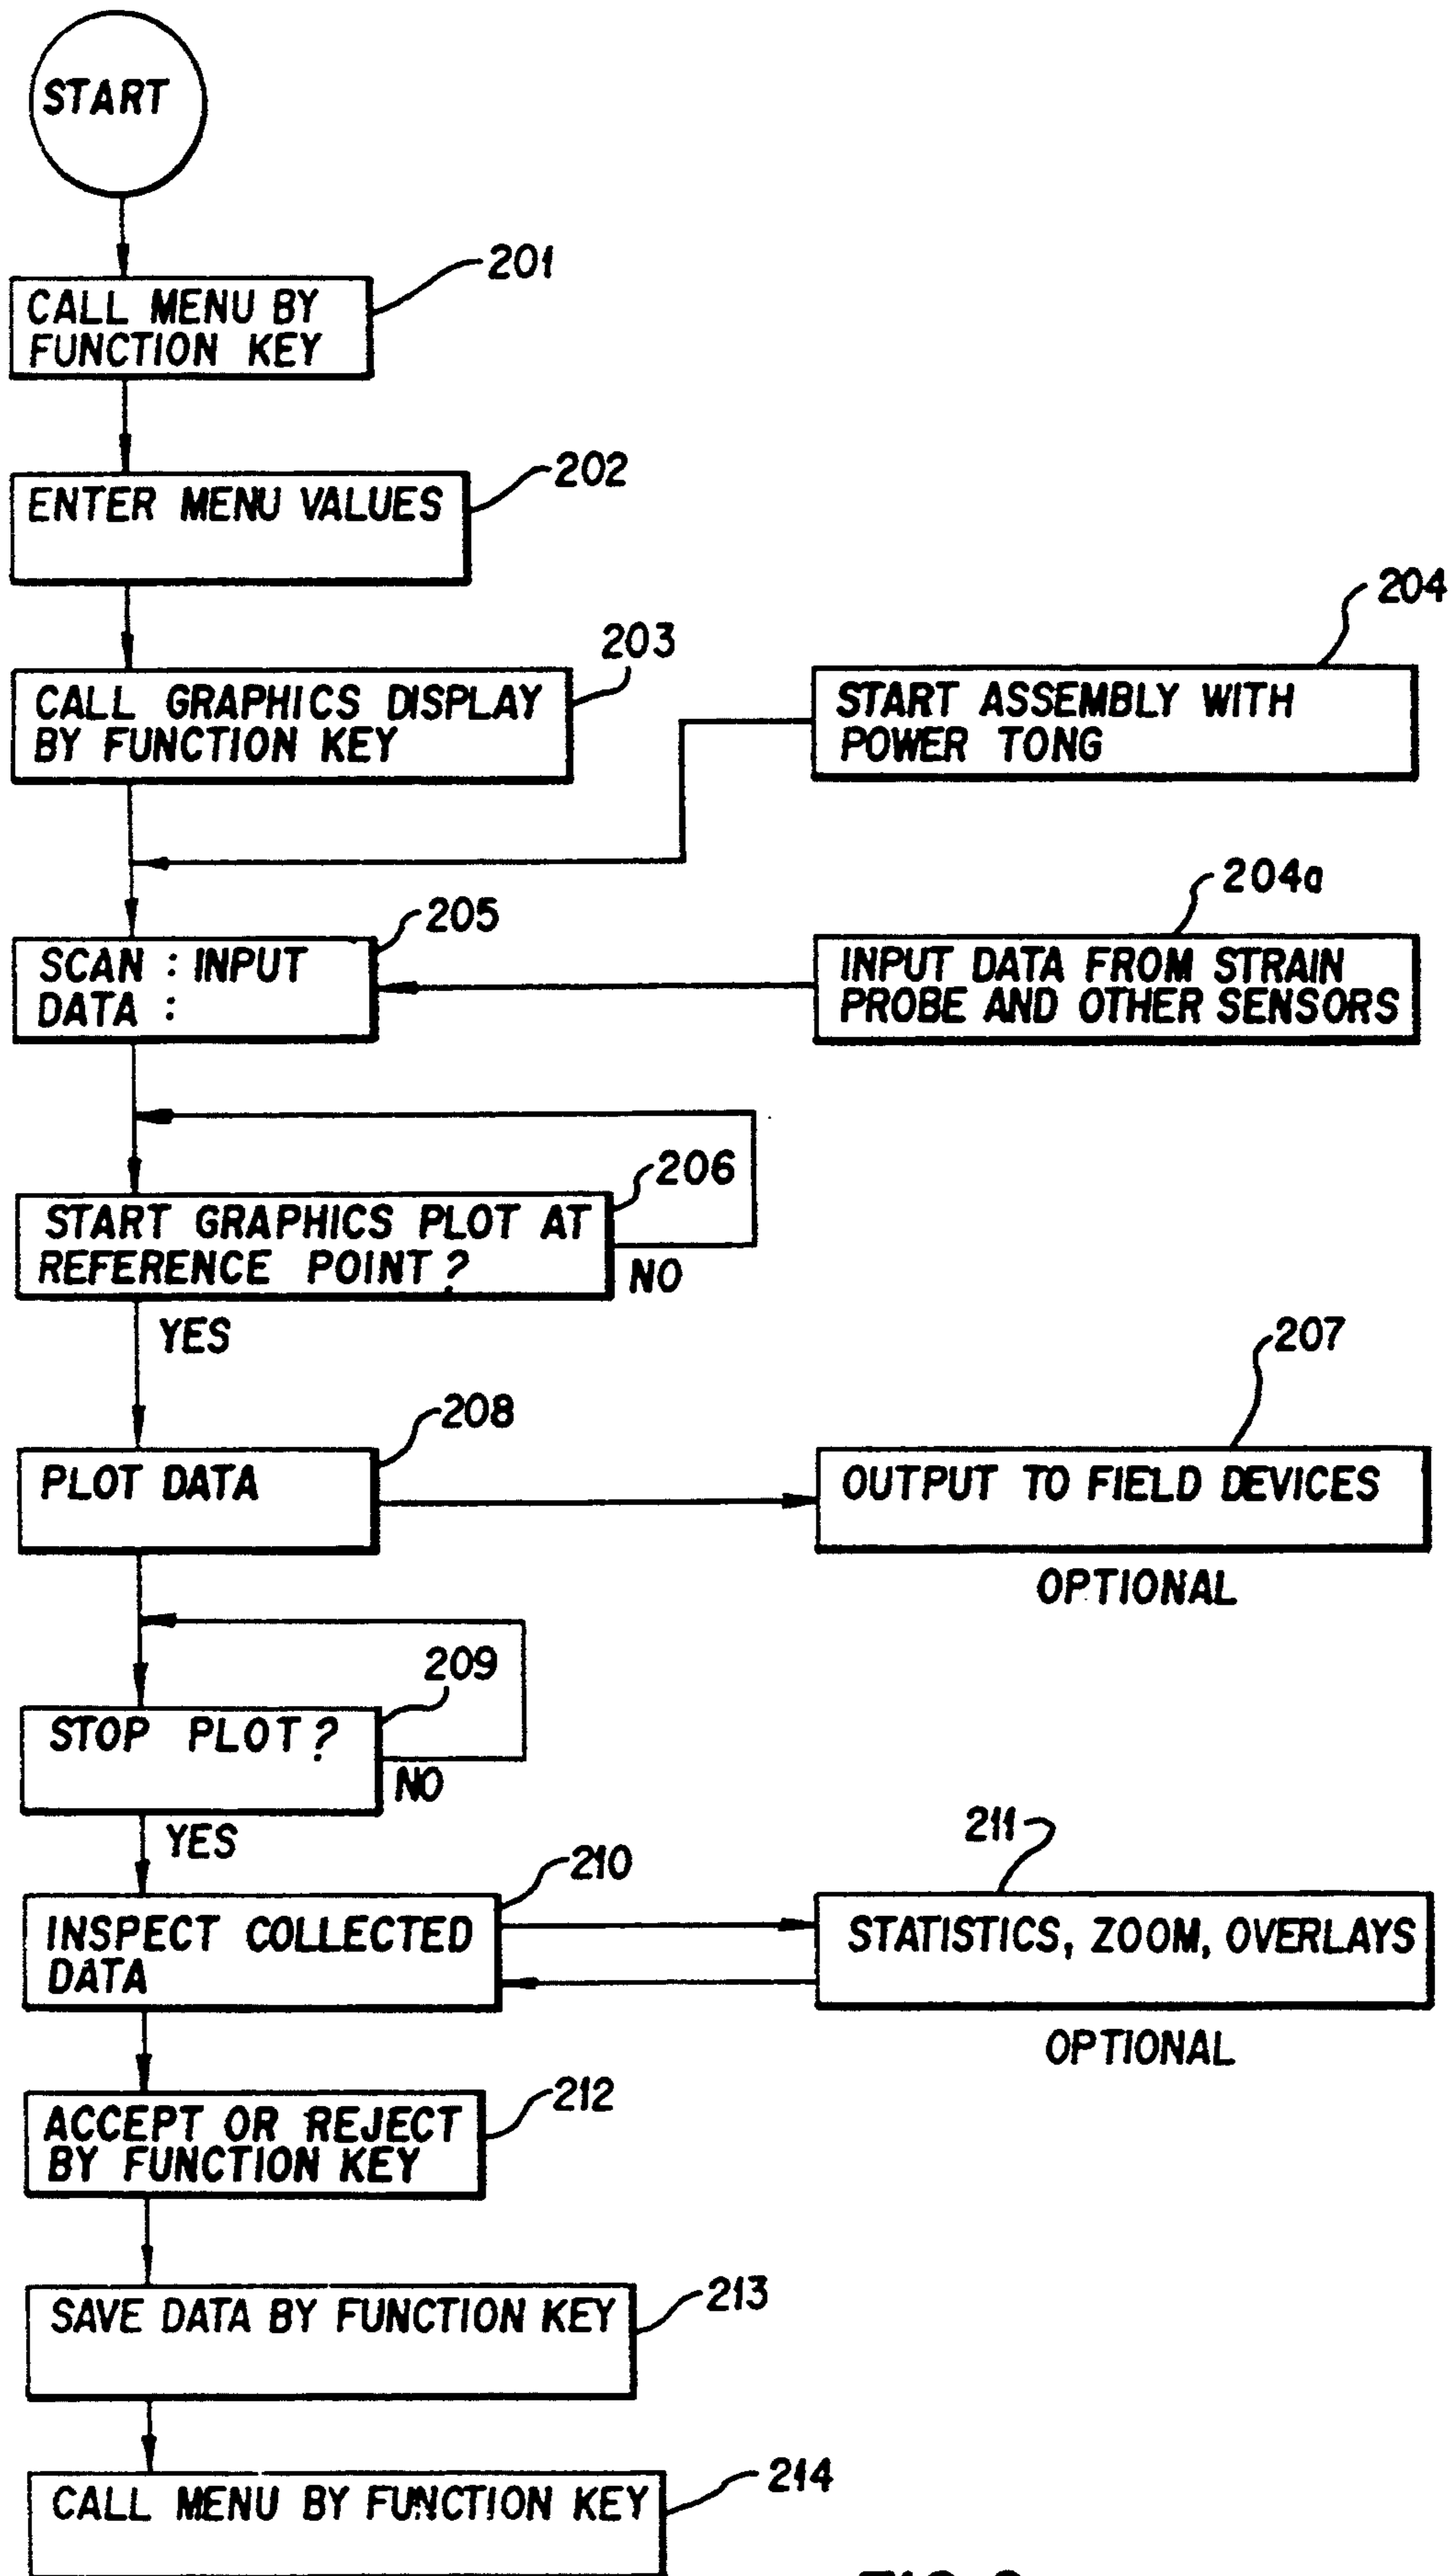 START
201
CALL MENU BY
FUNCTION KEY
202
ENTER MENU VALUES
203
CALL GRAPHICS DISPLAY
BY FUNCTION KEY
204
START ASSEMBLY WITH
POWER TONG
204a
205
SCAN : INPUT
DATA :
INPUT DATA FROM STRAIN
PROBE AND OTHER SENSORS
206
START GRAPHICS PLOT AT
REFERENCE POINT?
NO
YES
207
208
PLOT DATA
OUTPUT TO FIELD DEVICES
OPTIONAL
209
STOP PLOT?
NO
YES
210
211
INSPECT COLLECTED
DATA
STATISTICS, ZOOM, OVERLAYS
OPTIONAL
212
ACCEPT OR REJECT
BY FUNCTION KEY
213
SAVE DATA BY FUNCTION KEY
214
CALL MENU BY FUNCTION KEY